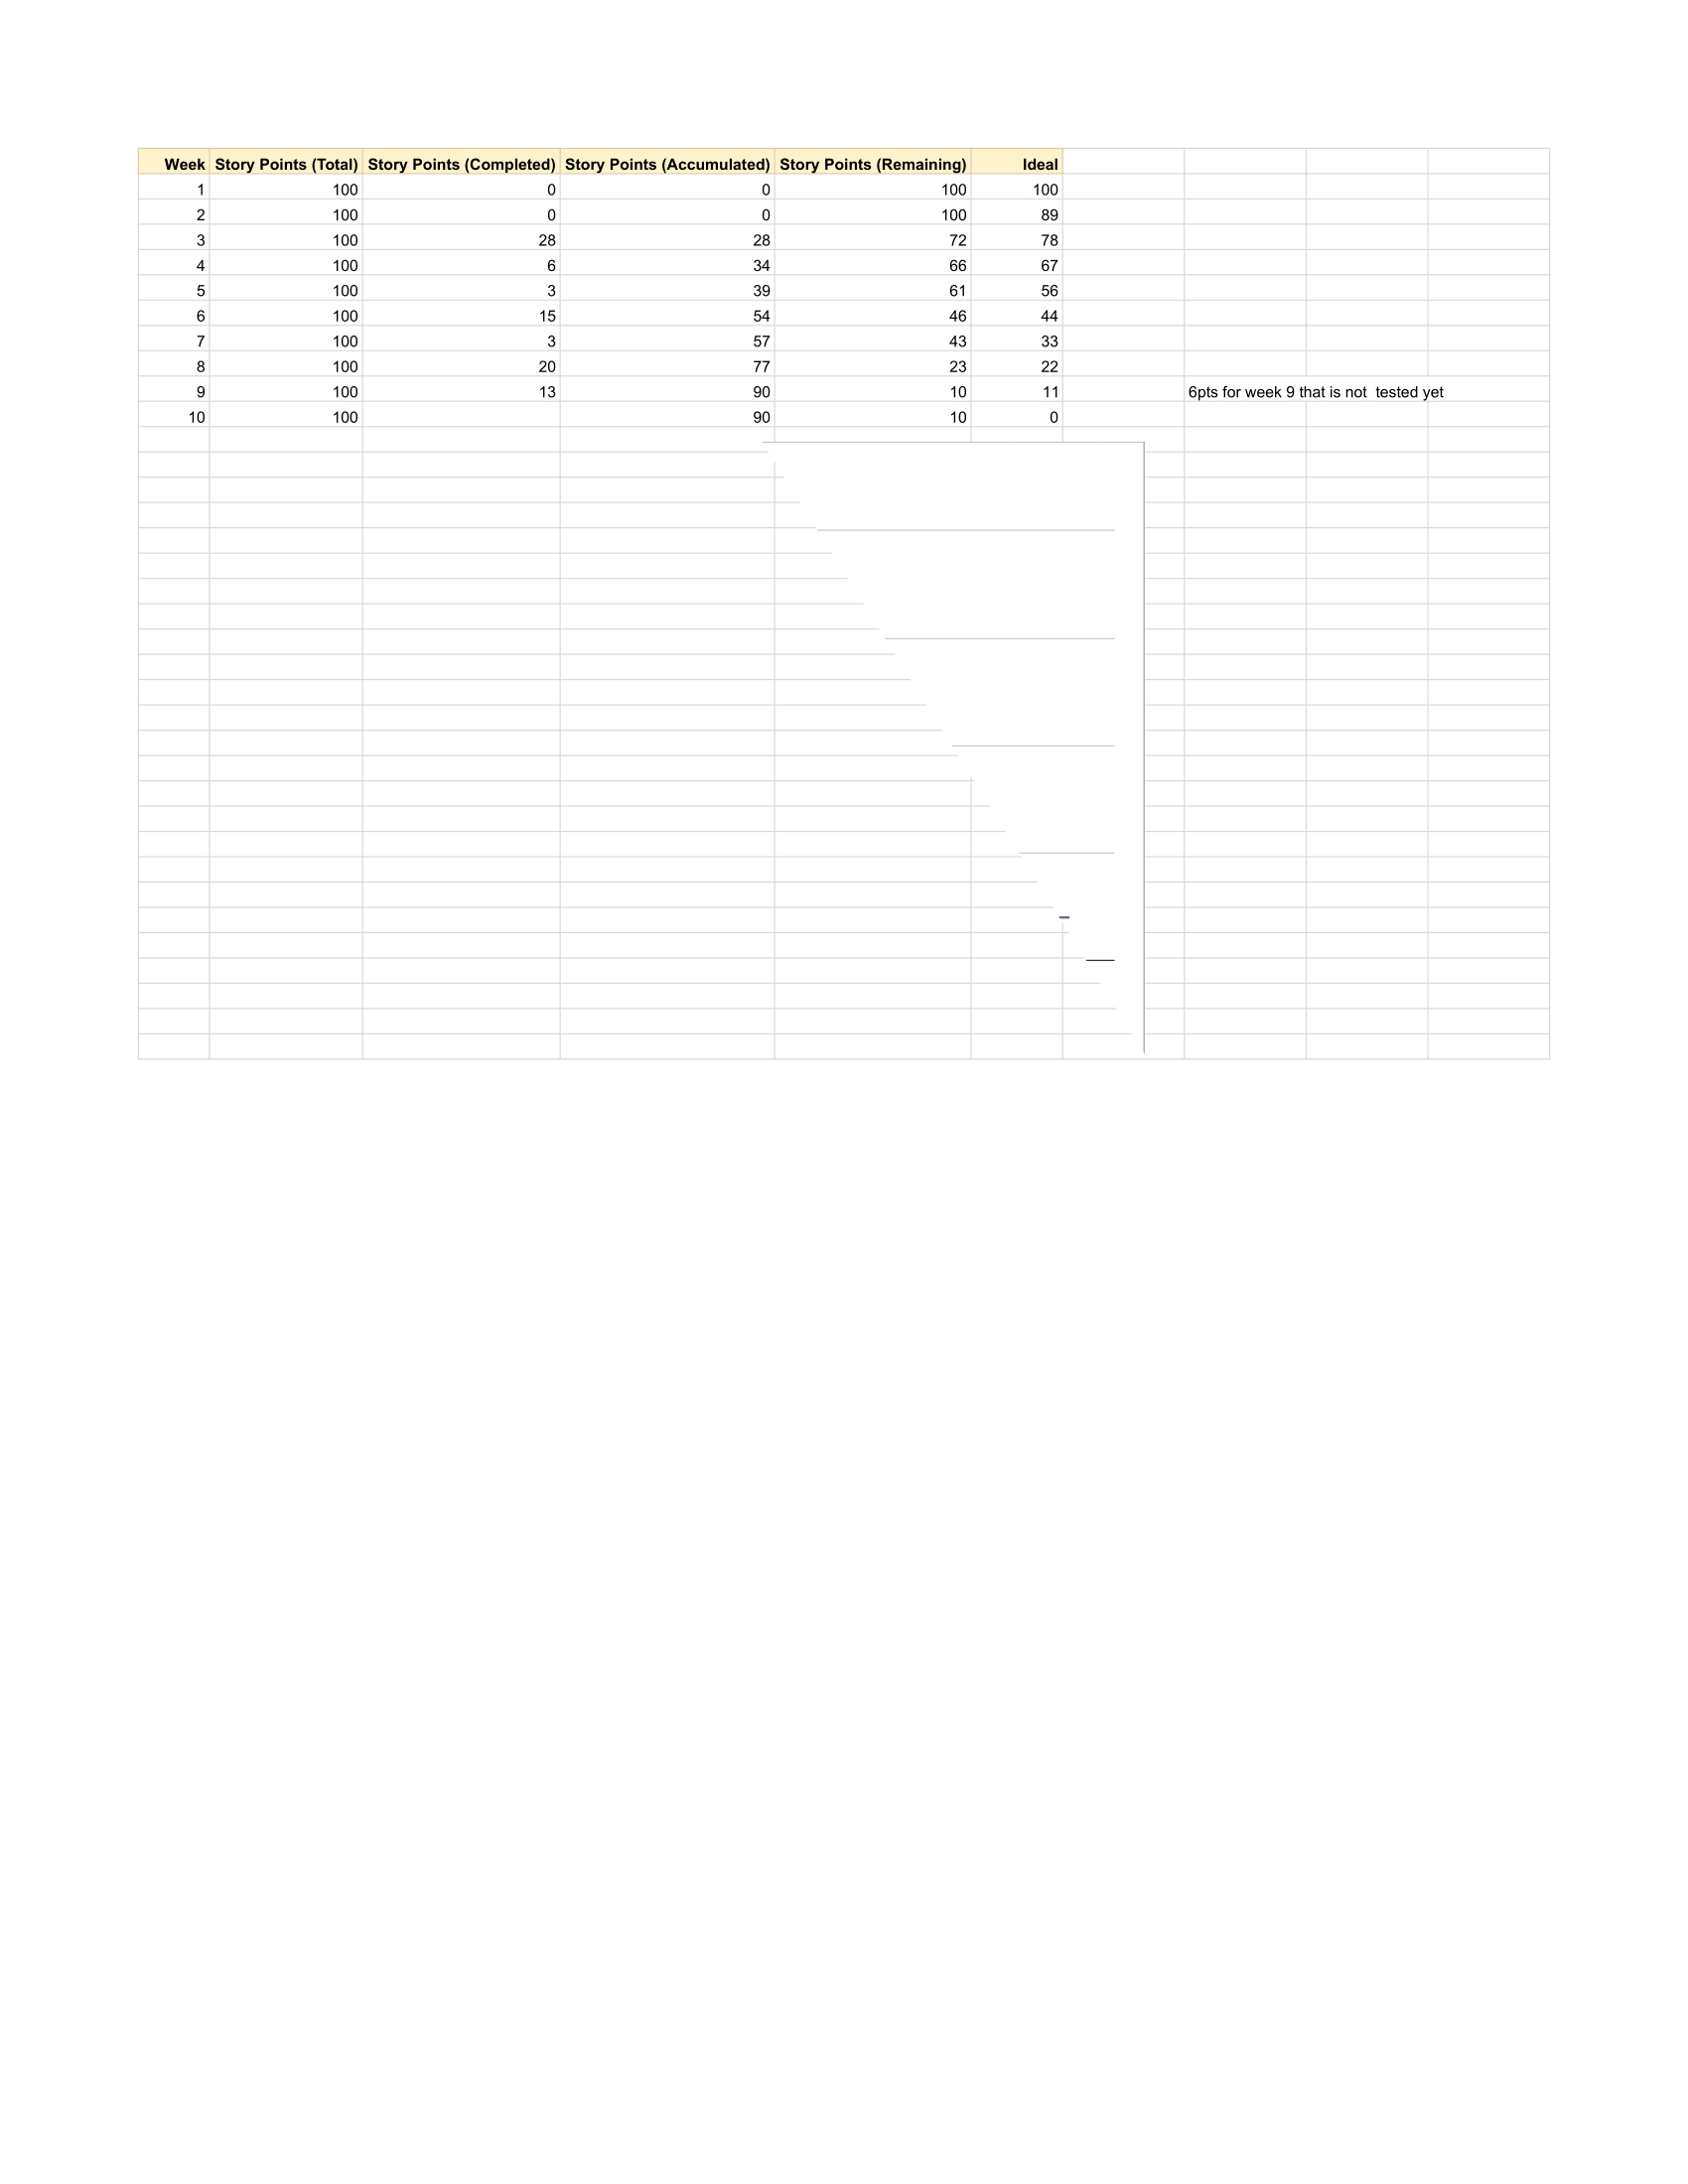 Week Story Points (Total) Story Points (Completed) Story Points (Accumulated) Story Points (Remaining) Ideal
1 100 0 0 100 100
2 100 0 0 100 89
3 100 28 28 72 78
4 100 6 34 66 67
5 100 3 39 61 56
6 100 15 54 46 44
7 100 3 57 43 33
8 100 20 77 23 22
9 100 13 90 10 11 6pts for week 9 that is not  tested yet
10 100 90 10 0